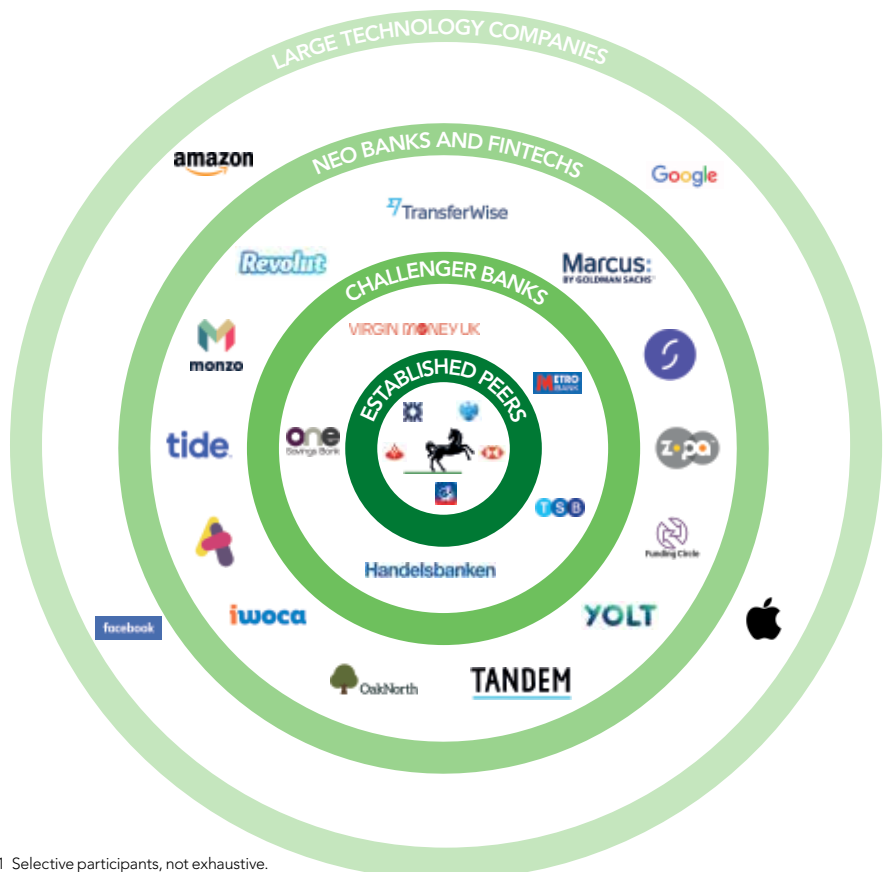 LARGE TECHNOLOGY COMPANIES
amazon
NEO BANKS AND FINTECHS
Google
TransferWise
Revolut
Marcus:
BY GOLDMAN SACHS
CHALLENGER BANKS
VIRGIN MONEY UK
monzo
ESTABLISHED PEERS
METRO
BANK
tide
one
Savings Bank
zopa
TSB
Funding Circle
Handelsbanken
facebook
iwoca
YOLT
OakNorth
TANDEM
1 Selective participants, not exhaustive.